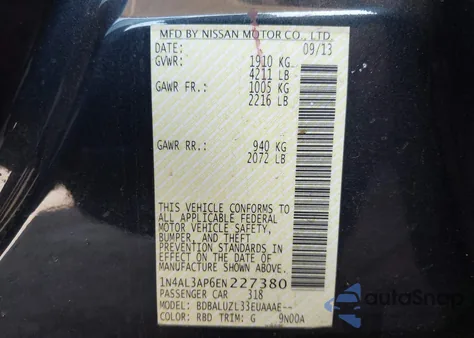 MFD BY NISSAN MOTOR CO., LTD.
DATE: 09/13
GVWR: 1910 KG
4211 LB
GAWR FR.: 1005 KG
2216 LB
GAWR RR.: 940 KG
2072 LB
THIS VEHICLE CONFORMS TO
ALL APPLICABLE FEDERAL
MOTOR VEHICLE SAFETY,
BUMPER, AND THEFT
PREVENTION STANDARDS IN
EFFECT ON THE DATE OF
MANUFACTURE SHOWN ABOVE.
1N4AL3AP6EN227380
PASSENGER CAR 318
MODEL: BDBALUZL33EUAAAE--
COLOR: RBD TRIM: G 9N00A
autoSnap